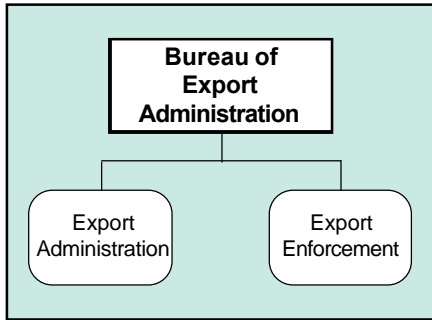 Bureau of
Export
Administration
Export
Administration
Export
Enforcement